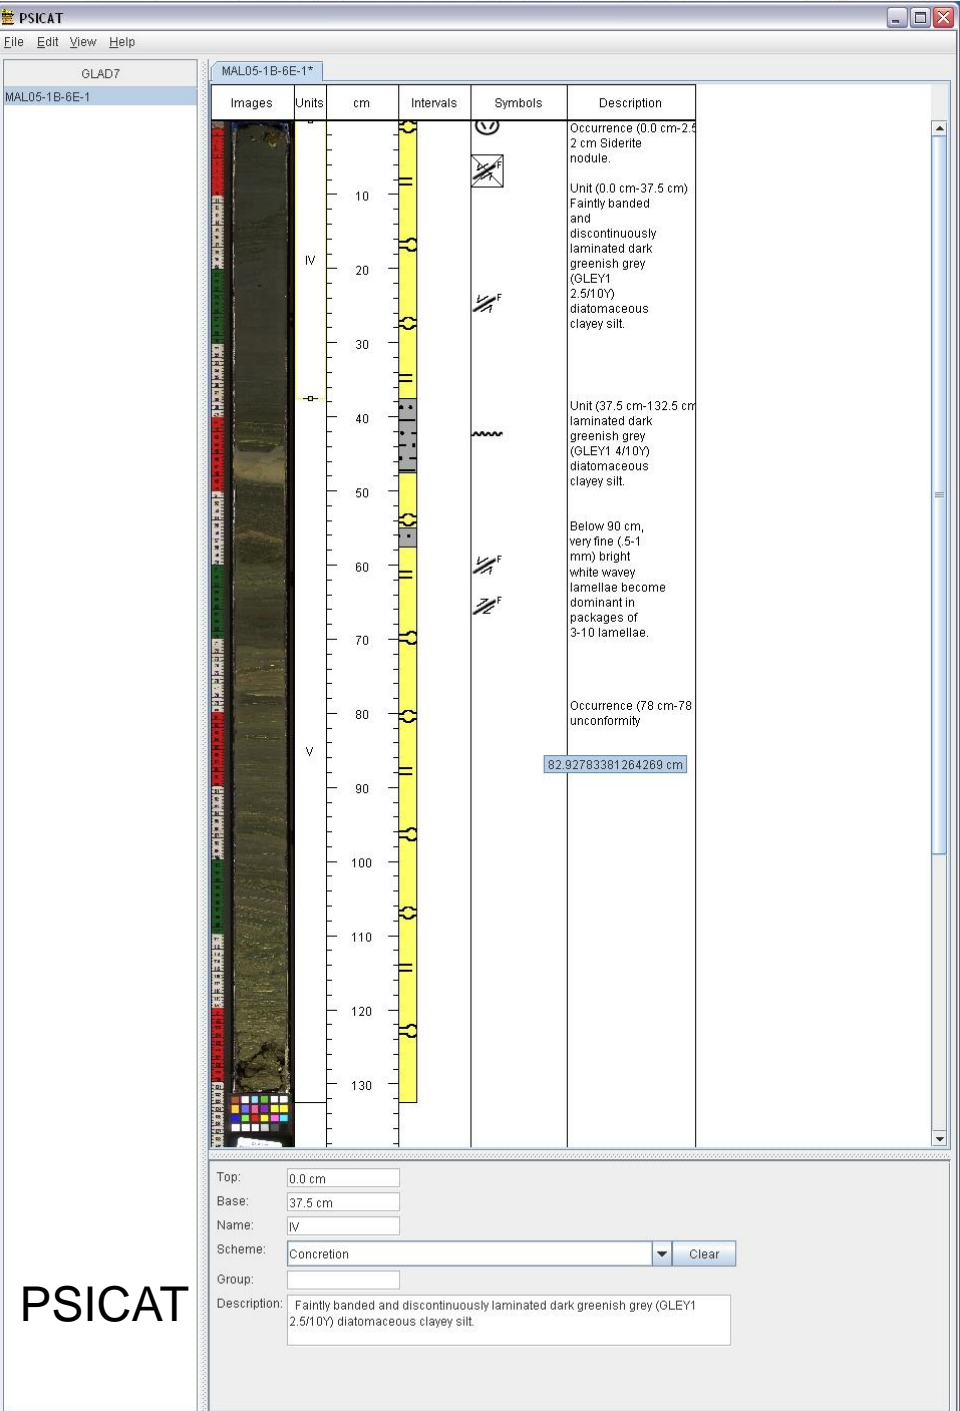 PSICAT
File Edit View Help
GLAD7
MAL05-1B-6E-1
MAL05-1B-6E-1*
Images Units cm Intervals Symbols Description
Occurrence (0.0 cm-2.5
2 cm Siderite
nodule.
Unit (0.0 cm-37.5 cm)
Faintly banded
and
discontinuously
laminated dark
greenish grey
(GLEY1
2.5/10Y)
diatomaceous
clayey silt.
Unit (37.5 cm-132.5 cm
laminated dark
greenish grey
(GLEY1 4/10Y)
diatomaceous
clayey silt.
Below 90 cm,
very fine (.5-1
mm) bright
white wavey
lamellae become
dominant in
packages of
3-10 lamellae.
Occurrence (78 cm-78
unconformity
82.92783381264269 cm
IV
V
10
20
30
40
50
60
70
80
90
100
110
120
130
F
F
F
F
Top: 0.0 cm
Base: 37.5 cm
Name: IV
Scheme: Concretion Clear
Group:
Description: Faintly banded and discontinuously laminated dark greenish grey (GLEY1
2.5/10Y) diatomaceous clayey silt.
PSICAT